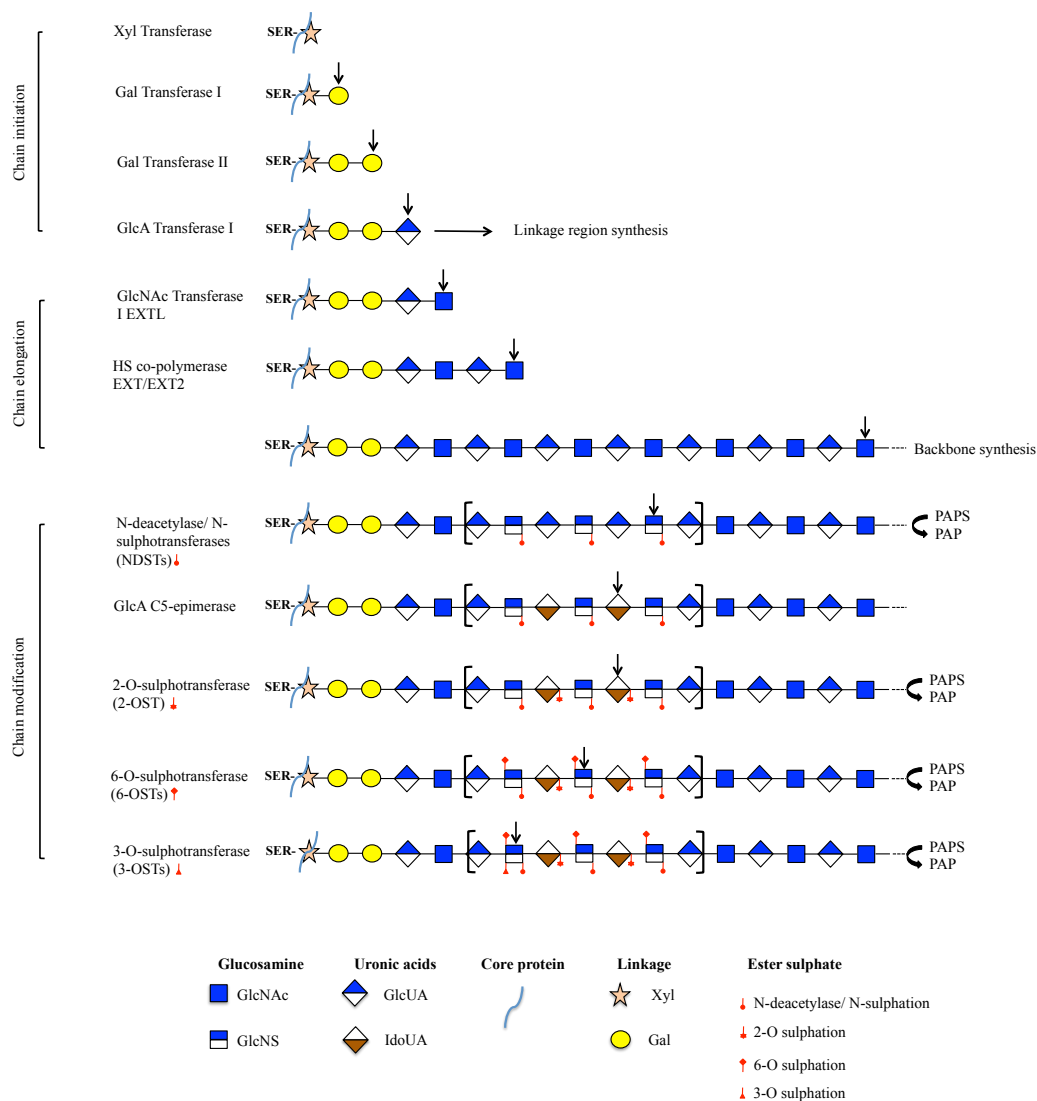 Chain initiation
Xyl Transferase
SER-
Gal Transferase I
SER-
Gal Transferase II
SER-
GlcA Transferase I
SER-
Linkage region synthesis
Chain elongation
GlcNAc Transferase
I EXTL
SER-
HS co-polymerase
EXT/EXT2
SER-
SER-
Backbone synthesis
Chain modification
N-deacetylase/ N-
sulphotransferases
(NDSTs)
SER-
PAPS
PAP
GlcA C5-epimerase
SER-
2-O-sulphotransferase
(2-OST)
SER-
PAPS
PAP
6-O-sulphotransferase
(6-OSTs)
SER-
PAPS
PAP
3-O-sulphotransferase
(3-OSTs)
SER-
PAPS
PAP
Glucosamine
GlcNAc
GlcNS
Uronic acids
GlcUA
IdoUA
Core protein
Linkage
Xyl
Gal
Ester sulphate
N-deacetylase/ N-sulphation
2-O sulphation
6-O sulphation
3-O sulphation